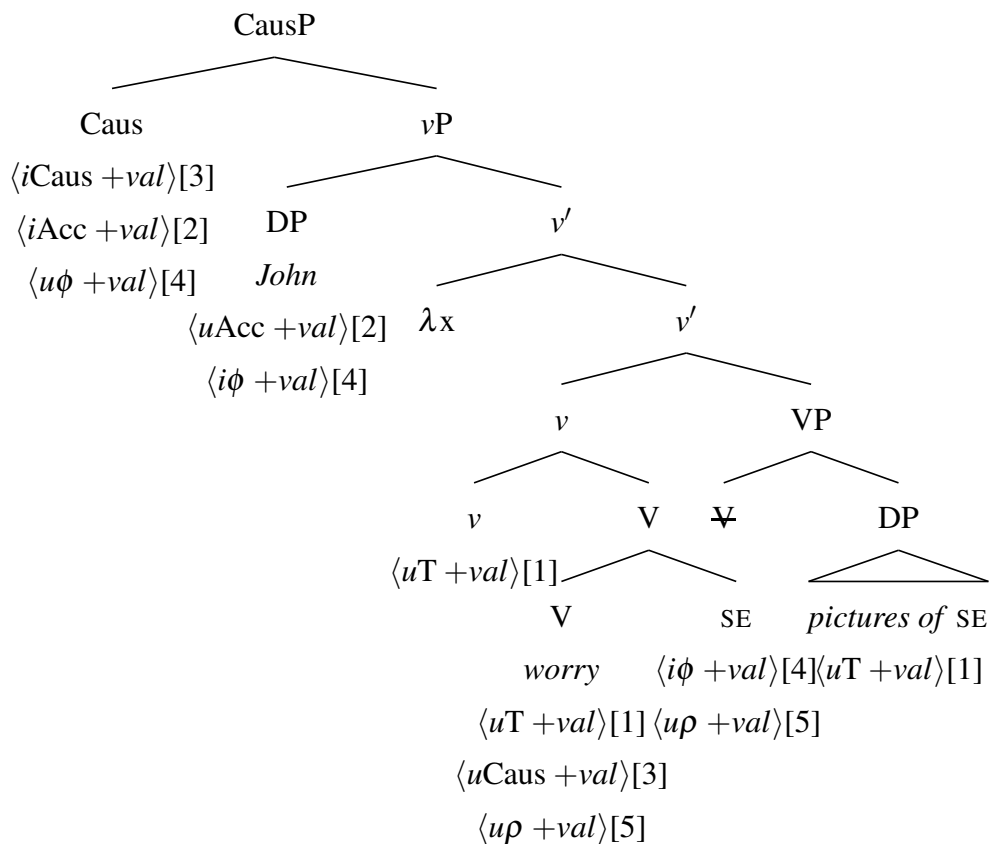 CausP
Caus vP
⟨iCaus +val⟩[3]
⟨iAcc +val⟩[2] DP v′
⟨uϕ +val⟩[4] John
⟨uAcc +val⟩[2] λx v′
⟨iϕ +val⟩[4]
v VP
v V V DP
⟨uT +val⟩[1]
V SE pictures of SE
worry ⟨iϕ +val⟩[4] ⟨uT +val⟩[1]
⟨uT +val⟩[1] ⟨uρ +val⟩[5]
⟨uCaus +val⟩[3]
⟨uρ +val⟩[5]